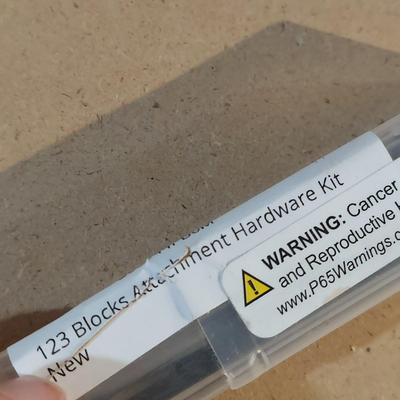 123 Blocks Attachment Hardware Kit
New
WARNING: Cancer
and Reproductive
www.P65Warnings.c